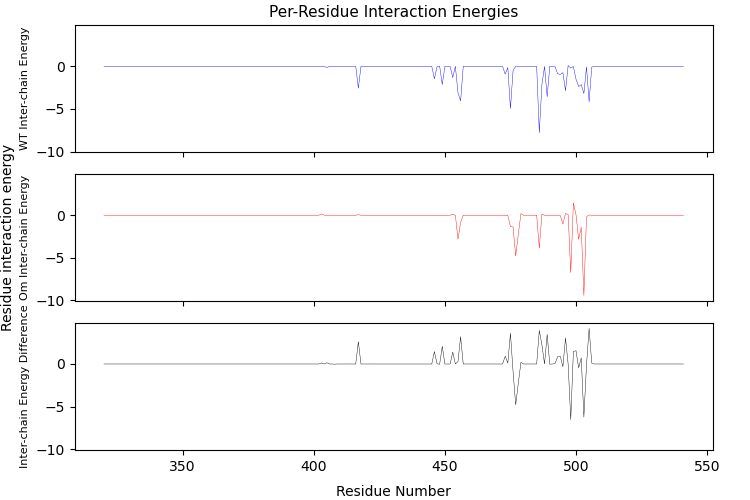 Per-Residue Interaction Energies
Residue interaction energy
WT Inter-chain Energy
0
−5
−10
Om Inter-chain Energy
0
−5
−10
Inter-chain Energy Difference
0
−5
−10
350
400
450
500
550
Residue Number